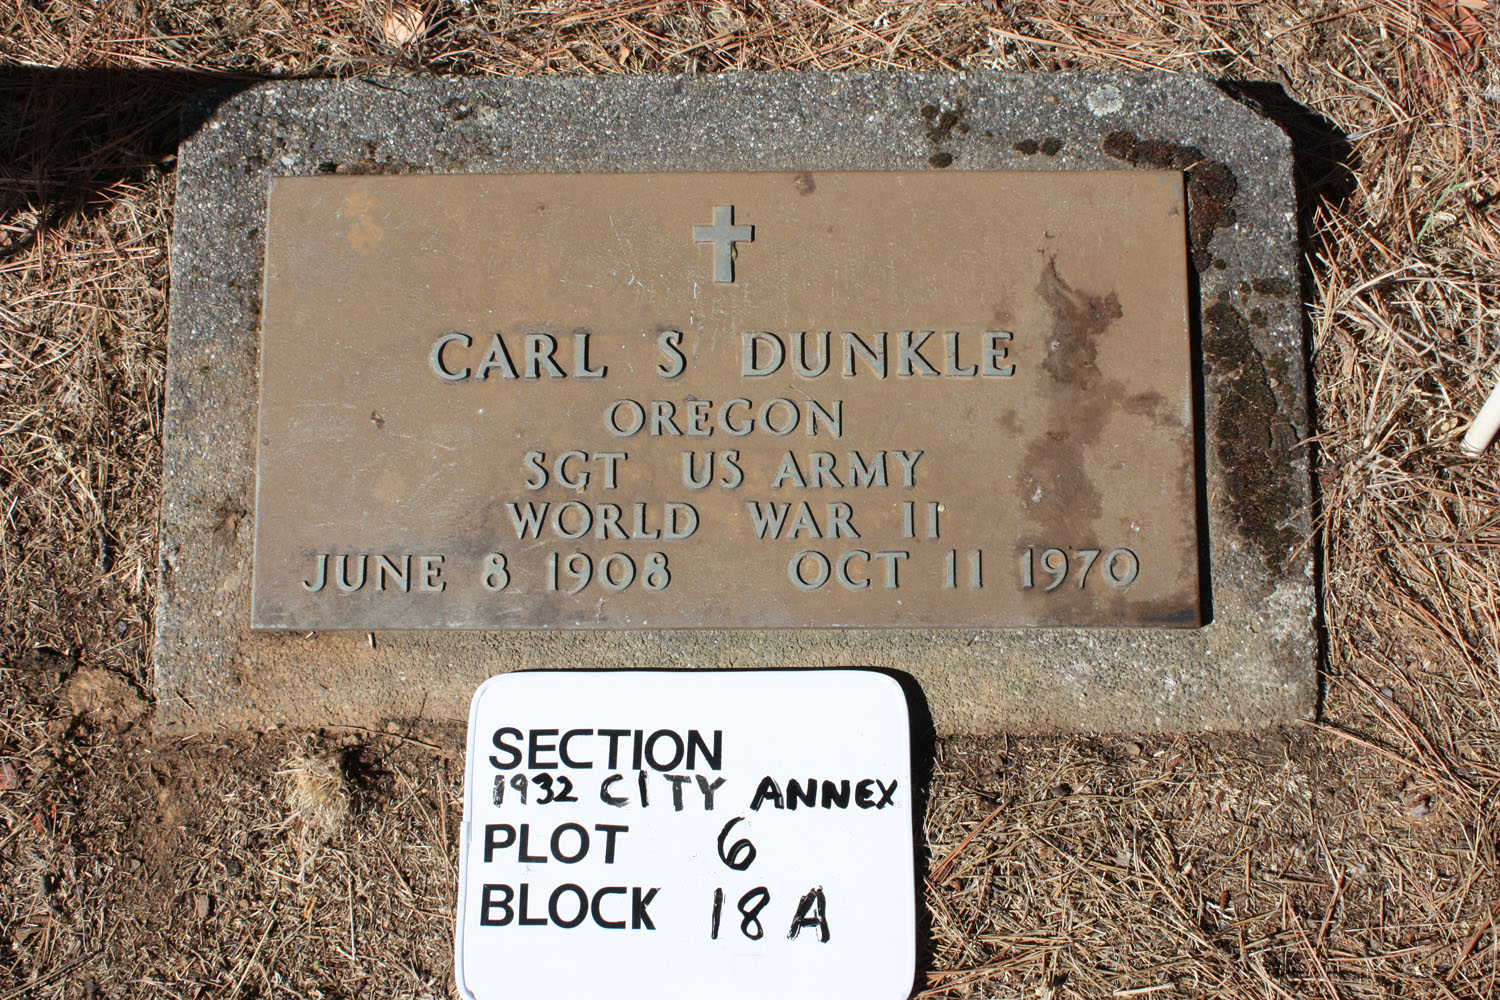 CARL S DUNKLE
OREGON
SGT US ARMY
WORLD WAR II
JUNE 8 1908 OCT 11 1970
SECTION
1932 CITY ANNEX
PLOT 6
BLOCK 18A